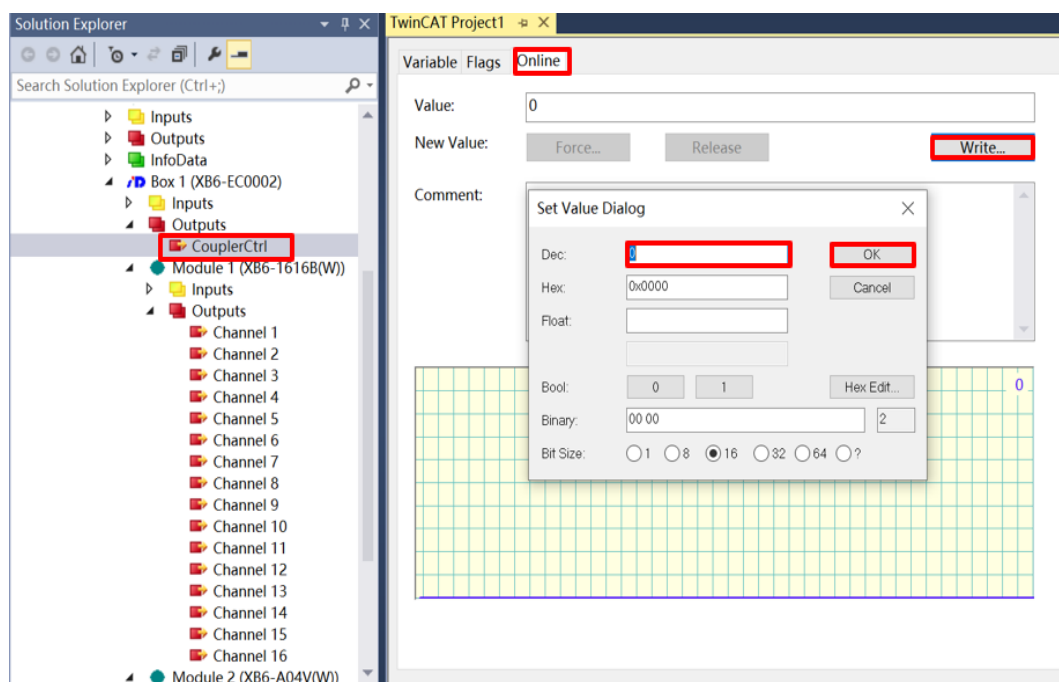 Solution Explorer
Search Solution Explorer (Ctrl+;)
Inputs
Outputs
InfoData
Box 1 (XB6-EC0002)
Inputs
Outputs
CouplerCtrl
Module 1 (XB6-1616B(W))
Inputs
Outputs
Channel 1
Channel 2
Channel 3
Channel 4
Channel 5
Channel 6
Channel 7
Channel 8
Channel 9
Channel 10
Channel 11
Channel 12
Channel 13
Channel 14
Channel 15
Channel 16
Module 2 (XB6-A04V(W))
TwinCAT Project1
Variable Flags Online
Value: 0
New Value: Force... Release Write...
Comment:
Set Value Dialog
Dec: 0 OK
Hex: 0x0000 Cancel
Float:
Bool: 0 1 Hex Edit...
Binary: 00 00 2
Bit Size: 1 8 16 32 64 ?
0